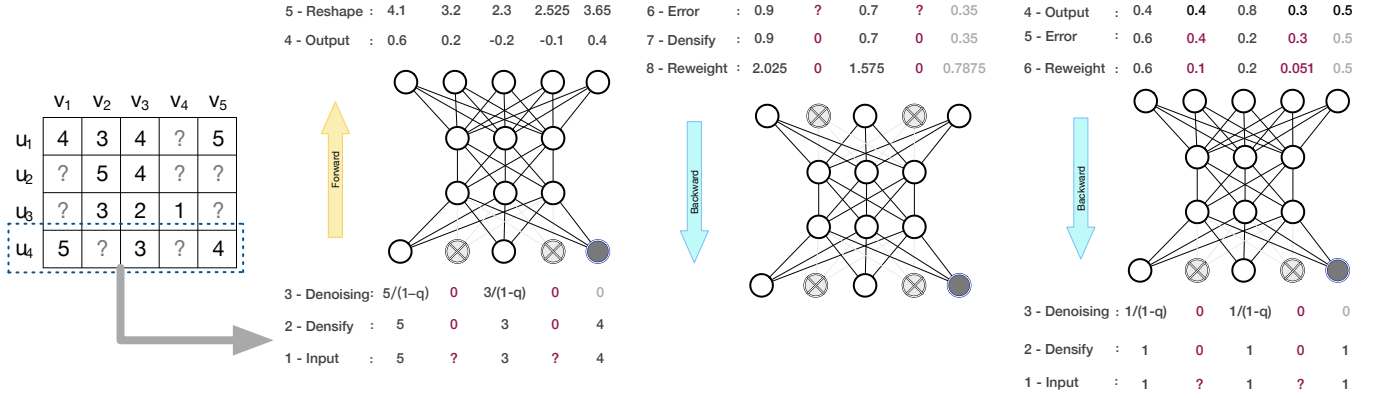 v1 v2 v3 v4 v5
u1 4 3 4 ? 5
u2 ? 5 4 ? ?
u3 ? 3 2 1 ?
u4 5 ? 3 ? 4
5 - Reshape : 4.1 3.2 2.3 2.525 3.65
4 - Output : 0.6 0.2 -0.2 -0.1 0.4
Forward
3 - Denoising: 5/(1–q) 0 3/(1-q) 0 0
2 - Densify : 5 0 3 0 4
1 - Input : 5 ? 3 ? 4
6 - Error : 0.9 ? 0.7 ? 0.35
7 - Densify : 0.9 0 0.7 0 0.35
8 - Reweight : 2.025 0 1.575 0 0.7875
Backward
4 - Output : 0.4 0.4 0.8 0.3 0.5
5 - Error : 0.6 0.4 0.2 0.3 0.5
6 - Reweight : 0.6 0.1 0.2 0.051 0.5
Backward
3 - Denoising : 1/(1-q) 0 1/(1-q) 0 0
2 - Densify : 1 0 1 0 1
1 - Input : 1 ? 1 ? 1